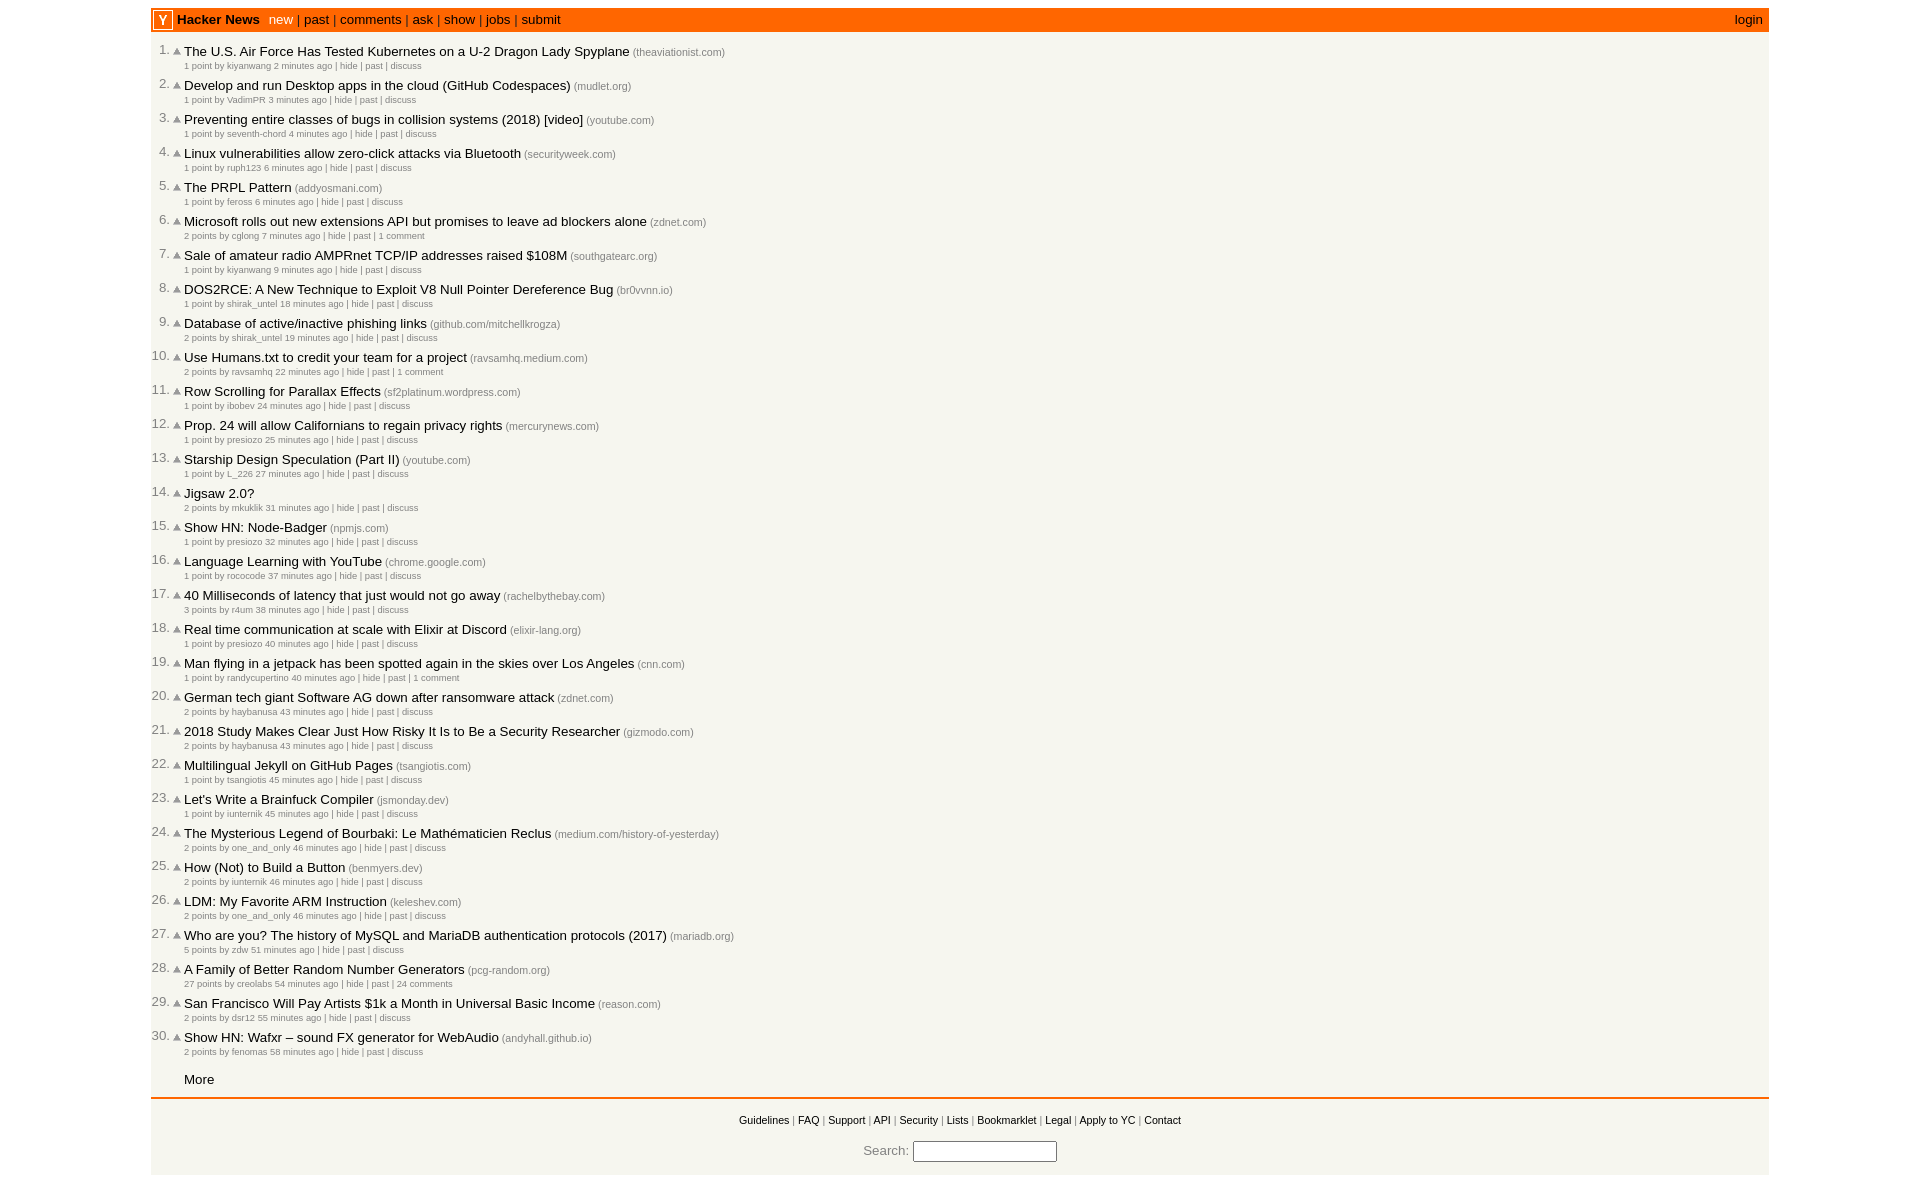 Y Hacker News new | past | comments | ask | show | jobs | submit login
1. The U.S. Air Force Has Tested Kubernetes on a U-2 Dragon Lady Spyplane (theaviationist.com)
1 point by kiyanwang 2 minutes ago | hide | past | discuss
2. Develop and run Desktop apps in the cloud (GitHub Codespaces) (mudlet.org)
1 point by VadimPR 3 minutes ago | hide | past | discuss
3. Preventing entire classes of bugs in collision systems (2018) [video] (youtube.com)
1 point by seventh-chord 4 minutes ago | hide | past | discuss
4. Linux vulnerabilities allow zero-click attacks via Bluetooth (securityweek.com)
1 point by ruph123 6 minutes ago | hide | past | discuss
5. The PRPL Pattern (addyosmani.com)
1 point by feross 6 minutes ago | hide | past | discuss
6. Microsoft rolls out new extensions API but promises to leave ad blockers alone (zdnet.com)
2 points by cglong 7 minutes ago | hide | past | 1 comment
7. Sale of amateur radio AMPRnet TCP/IP addresses raised $108M (southgatearc.org)
1 point by kiyanwang 9 minutes ago | hide | past | discuss
8. DOS2RCE: A New Technique to Exploit V8 Null Pointer Dereference Bug (br0vvnn.io)
1 point by shirak_untel 18 minutes ago | hide | past | discuss
9. Database of active/inactive phishing links (github.com/mitchellkrogza)
2 points by shirak_untel 19 minutes ago | hide | past | discuss
10. Use Humans.txt to credit your team for a project (ravsamhq.medium.com)
2 points by ravsamhq 22 minutes ago | hide | past | 1 comment
11. Row Scrolling for Parallax Effects (sf2platinum.wordpress.com)
1 point by ibobev 24 minutes ago | hide | past | discuss
12. Prop. 24 will allow Californians to regain privacy rights (mercurynews.com)
1 point by presiozo 25 minutes ago | hide | past | discuss
13. Starship Design Speculation (Part II) (youtube.com)
1 point by L_226 27 minutes ago | hide | past | discuss
14. Jigsaw 2.0?
2 points by mkuklik 31 minutes ago | hide | past | discuss
15. Show HN: Node-Badger (npmjs.com)
1 point by presiozo 32 minutes ago | hide | past | discuss
16. Language Learning with YouTube (chrome.google.com)
1 point by rococode 37 minutes ago | hide | past | discuss
17. 40 Milliseconds of latency that just would not go away (rachelbythebay.com)
3 points by r4um 38 minutes ago | hide | past | discuss
18. Real time communication at scale with Elixir at Discord (elixir-lang.org)
1 point by presiozo 40 minutes ago | hide | past | discuss
19. Man flying in a jetpack has been spotted again in the skies over Los Angeles (cnn.com)
1 point by randycupertino 40 minutes ago | hide | past | 1 comment
20. German tech giant Software AG down after ransomware attack (zdnet.com)
2 points by haybanusa 43 minutes ago | hide | past | discuss
21. 2018 Study Makes Clear Just How Risky It Is to Be a Security Researcher (gizmodo.com)
2 points by haybanusa 43 minutes ago | hide | past | discuss
22. Multilingual Jekyll on GitHub Pages (tsangiotis.com)
1 point by tsangiotis 45 minutes ago | hide | past | discuss
23. Let's Write a Brainfuck Compiler (jsmonday.dev)
1 point by iunternik 45 minutes ago | hide | past | discuss
24. The Mysterious Legend of Bourbaki: Le Mathématicien Reclus (medium.com/history-of-yesterday)
2 points by one_and_only 46 minutes ago | hide | past | discuss
25. How (Not) to Build a Button (benmyers.dev)
2 points by iunternik 46 minutes ago | hide | past | discuss
26. LDM: My Favorite ARM Instruction (keleshev.com)
2 points by one_and_only 46 minutes ago | hide | past | discuss
27. Who are you? The history of MySQL and MariaDB authentication protocols (2017) (mariadb.org)
5 points by zdw 51 minutes ago | hide | past | discuss
28. A Family of Better Random Number Generators (pcg-random.org)
27 points by creolabs 54 minutes ago | hide | past | 24 comments
29. San Francisco Will Pay Artists $1k a Month in Universal Basic Income (reason.com)
2 points by dsr12 55 minutes ago | hide | past | discuss
30. Show HN: Wafxr – sound FX generator for WebAudio (andyhall.github.io)
2 points by fenomas 58 minutes ago | hide | past | discuss
More
Guidelines | FAQ | Support | API | Security | Lists | Bookmarklet | Legal | Apply to YC | Contact
Search: